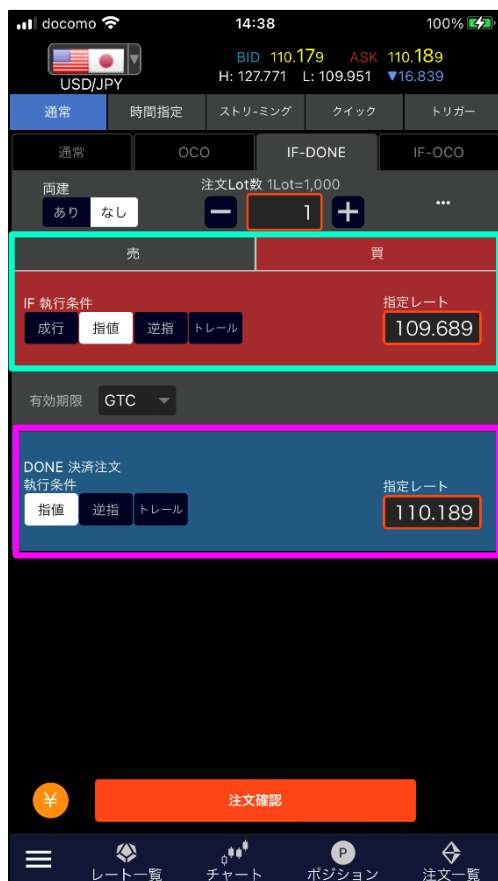 docomo 14:38 100%
USD/JPY BID 110.179 ASK 110.189
H: 127.771 L: 109.951 ▼16.839
通常 時間指定 ストリーミング クイック トリガー
通常 OCO IF-DONE IF-OCO
両建 注文Lot数 1Lot=1,000
あり なし − 1 + ...
売 買
IF 執行条件 指定レート
成行 指値 逆指 トレール 109.689
有効期限 GTC
DONE 決済注文
執行条件 指定レート
指値 逆指 トレール 110.189
¥ 注文確認
レート一覧 チャート P ポジション 注文一覧